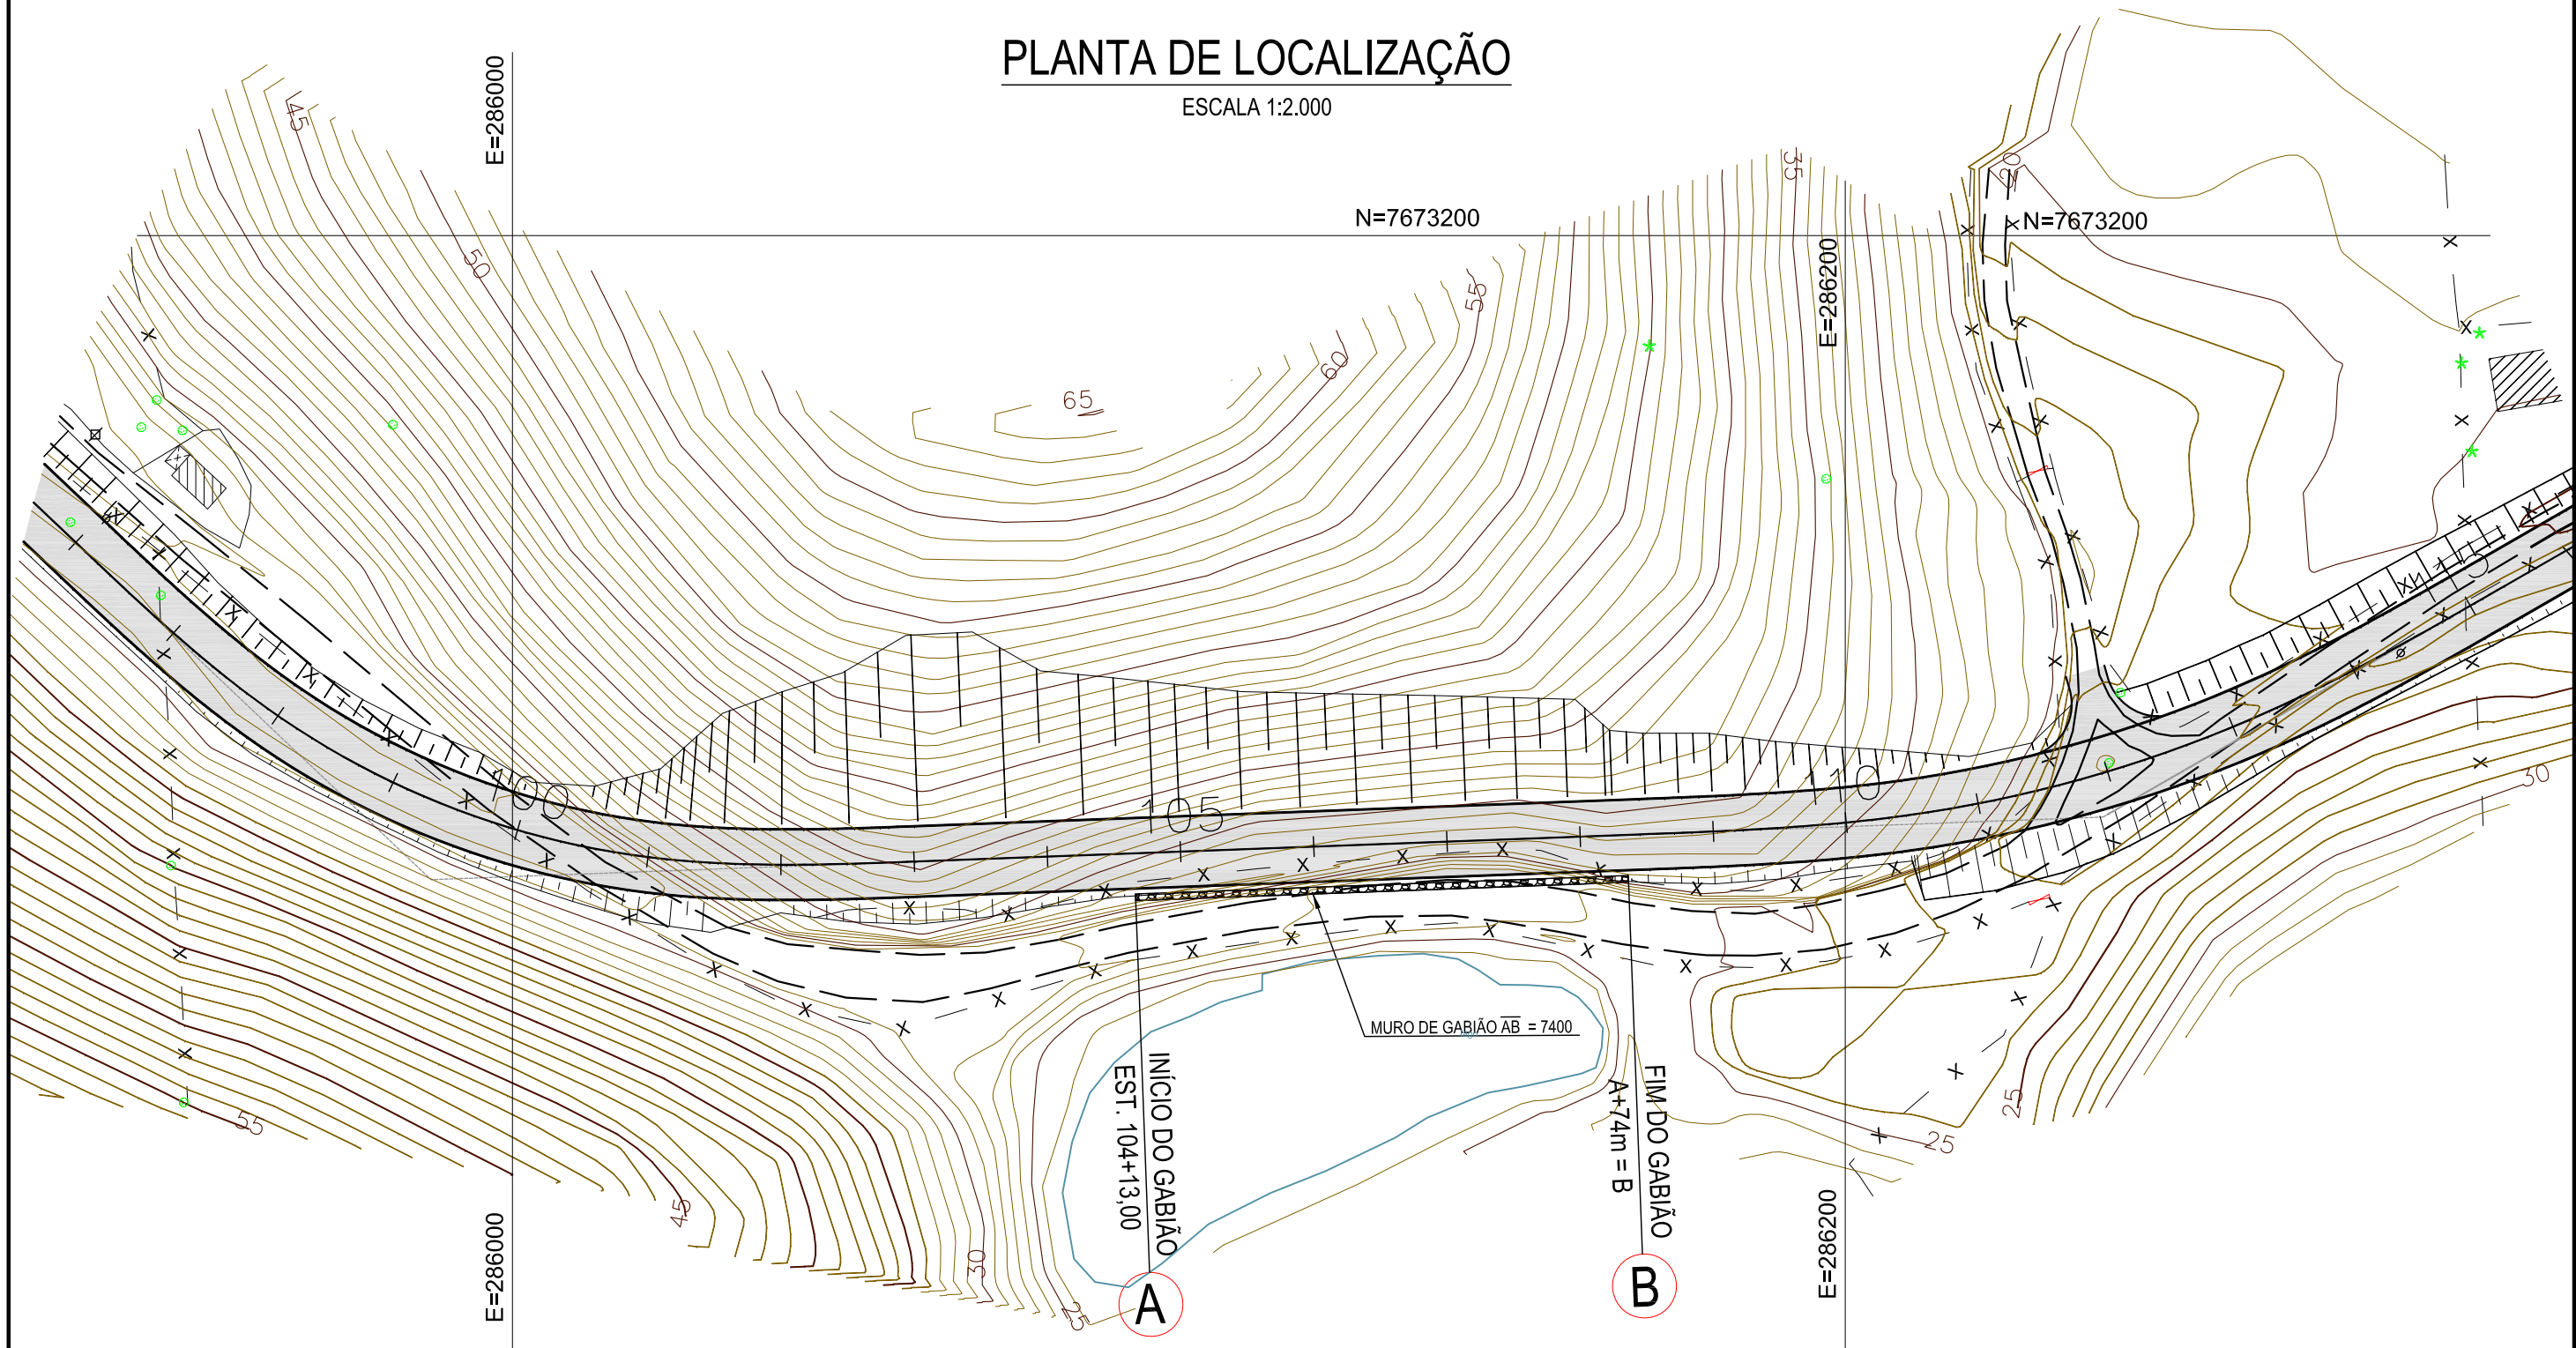 PLANTA DE LOCALIZAÇÃO
ESCALA 1:2.000
E=286000
45
50
N=7673200
35
20
N=7673200
E=286200
55
60
65
100
105
110
115
30
MURO DE GABIÃO AB = 7400
INÍCIO DO GABIÃO
EST. 104+13,00
FIM DO GABIÃO
A+74m = B
55
45
30
25
25
25
E=286000
E=286200
A
B